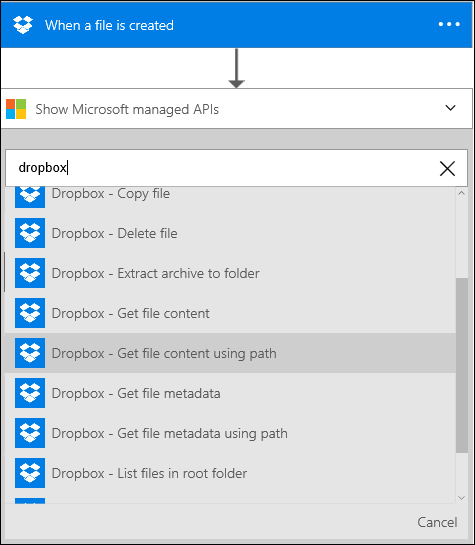 When a file is created
Show Microsoft managed APIs
dropbox
Dropbox - Copy file
Dropbox - Delete file
Dropbox - Extract archive to folder
Dropbox - Get file content
Dropbox - Get file content using path
Dropbox - Get file metadata
Dropbox - Get file metadata using path
Dropbox - List files in root folder
Cancel